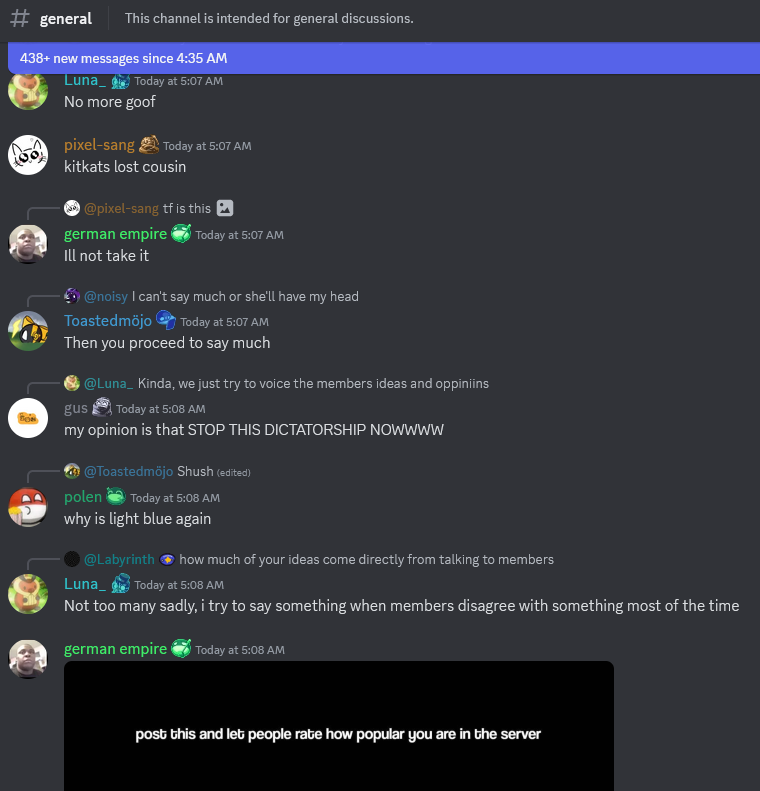 general
This channel is intended for general discussions.
438+ new messages since 4:35 AM
Luna_ Today at 5:07 AM
No more goof
pixel-sang Today at 5:07 AM
kitkats lost cousin
@pixel-sang tf is this
german empire Today at 5:07 AM
Ill not take it
@noisy I can't say much or she'll have my head
Toastedmöjo Today at 5:07 AM
Then you proceed to say much
@Luna_ Kinda, we just try to voice the members ideas and oppiniins
gus Today at 5:08 AM
my opinion is that STOP THIS DICTATORSHIP NOWWWW
@Toastedmöjo Shush (edited)
polen Today at 5:08 AM
why is light blue again
@Labyrinth how much of your ideas come directly from talking to members
Luna_ Today at 5:08 AM
Not too many sadly, i try to say something when members disagree with something most of the time
german empire Today at 5:08 AM
post this and let people rate how popular you are in the server